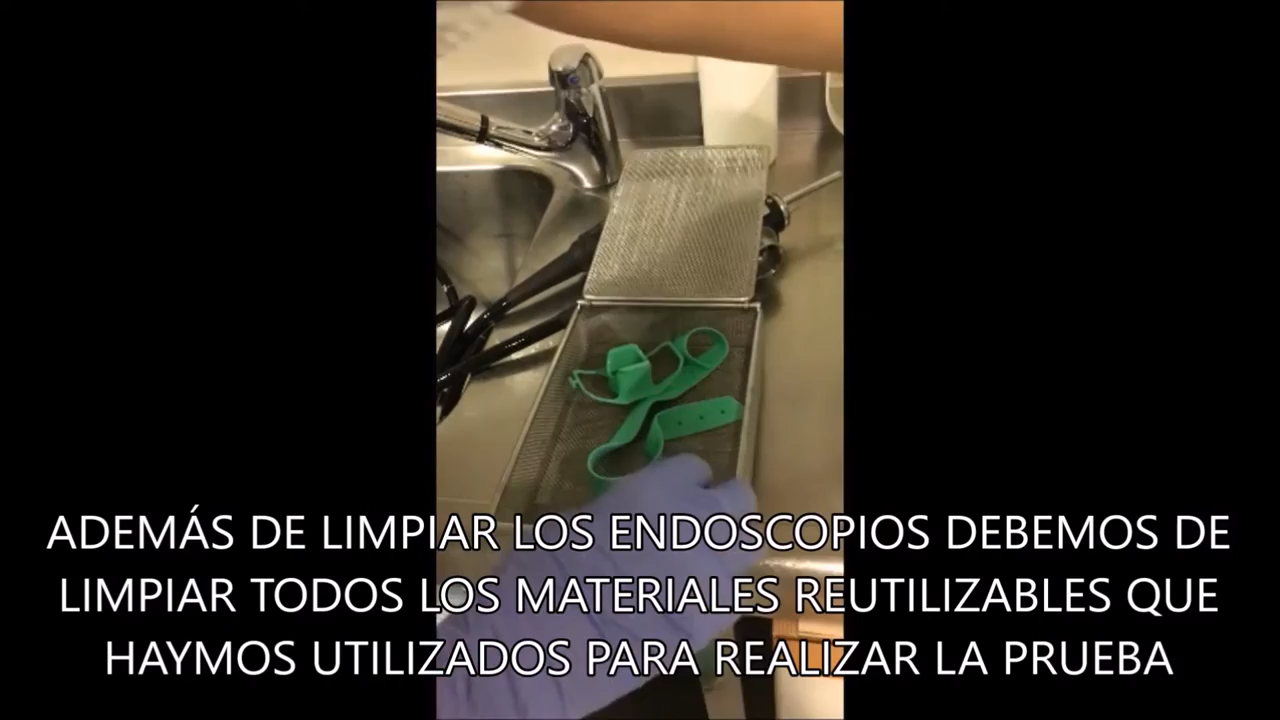 ADEMÁS DE LIMPIAR LOS ENDOSCOPIOS DEBEMOS DE
LIMPIAR TODOS LOS MATERIALES REUTILIZABLES QUE
HAYMOS UTILIZADOS PARA REALIZAR LA PRUEBA